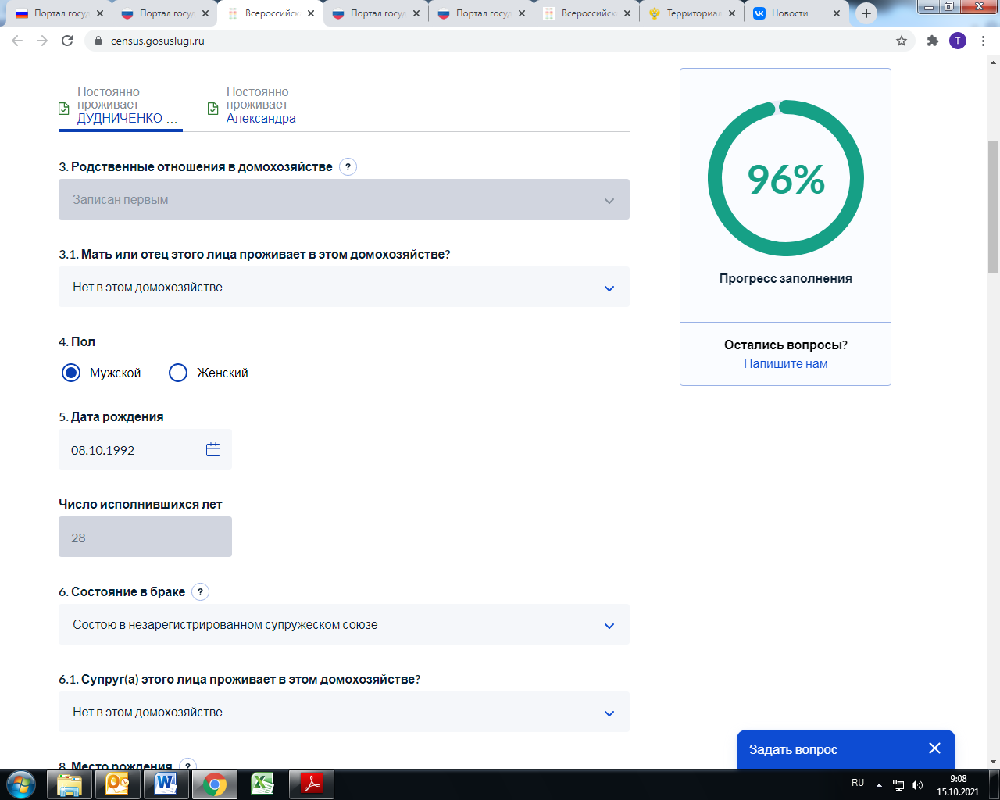 Портал госуд
Портал госуд
Всероссийска
Портал госуд
Портал госуд
Всероссийска
Территориал
Новости
census.gosuslugi.ru
T
Постоянно
проживает
ДУДНИЧЕНКО ...
Постоянно
проживает
Александра
3. Родственные отношения в домохозяйстве ?
Записан первым
3.1. Мать или отец этого лица проживает в этом домохозяйстве?
Нет в этом домохозяйстве
4. Пол
Мужской
Женский
5. Дата рождения
08.10.1992
Число исполнившихся лет
28
6. Состояние в браке ?
Состою в незарегистрированном супружеском союзе
6.1. Супруг(а) этого лица проживает в этом домохозяйстве?
Нет в этом домохозяйстве
8. Место рождения ?
96%
Прогресс заполнения
Остались вопросы?
Напишите нам
Задать вопрос
RU
9:08
15.10.2021